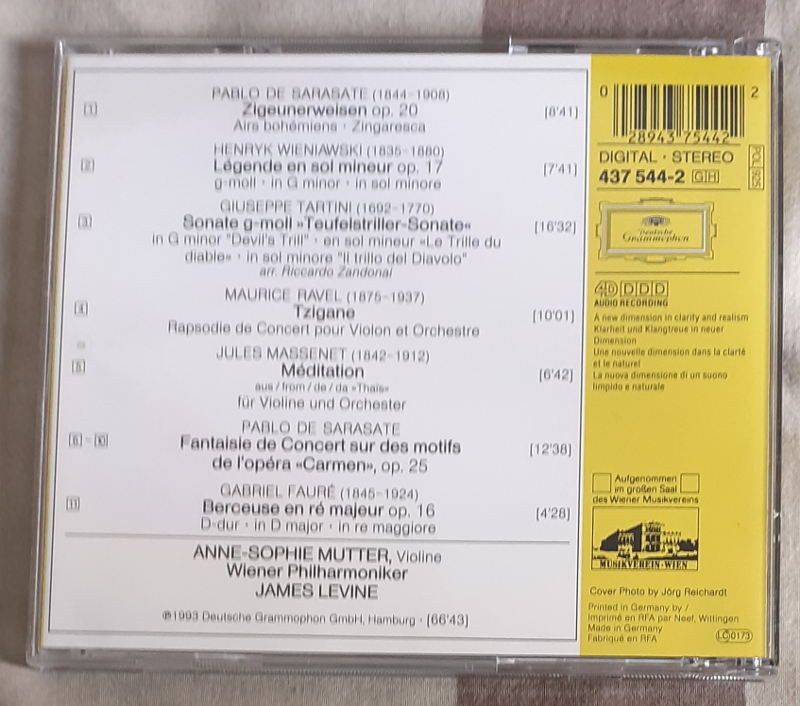 PABLO DE SARASATE (1844-1908)
1 Zigeunerweisen op. 20 [8'41]
Airs bohémiens · Zingaresca
HENRYK WIENIAWSKI (1835-1880)
2 Légende en sol mineur op. 17 [7'41]
g-moll · in G minor · in sol minore
GIUSEPPE TARTINI (1692-1770)
3 Sonate g-moll »Teufelstriller-Sonate« [16'32]
in G minor "Devil's Trill" · en sol mineur «Le Trille du
diable» · in sol minore "Il trillo del Diavolo"
arr. Riccardo Zandonai
MAURICE RAVEL (1875-1937)
4 Tzigane [10'01]
Rapsodie de Concert pour Violon et Orchestre
JULES MASSENET (1842-1912)
5 Méditation [6'42]
aus / from / de / da »Thaïs«
für Violine und Orchester
PABLO DE SARASATE
6 - 10 Fantaisie de Concert sur des motifs [12'38]
de l'opéra «Carmen», op. 25
GABRIEL FAURÉ (1845-1924)
11 Berceuse en ré majeur op. 16 [4'28]
D-dur · in D major · in re maggiore
ANNE-SOPHIE MUTTER, Violine
Wiener Philharmoniker
JAMES LEVINE
℗1993 Deutsche Grammophon GmbH, Hamburg · [66'43]
0 28943 75442 2
DIGITAL · STEREO
437 544-2 GH
POL 925
Deutsche
Grammophon
4D DDD
AUDIO RECORDING
A new dimension in clarity and realism
Klarheit und Klangtreue in neuer
Dimension
Une nouvelle dimension dans la clarté
et le naturel
La nuova dimensione di un suono
limpido e naturale
Aufgenommen
im großen Saal
des Wiener Musikvereins
MUSIKVEREIN·WIEN
Cover Photo by Jörg Reichardt
Printed in Germany by /
Imprimé en RFA par Neef, Wittingen
Made in Germany
Fabriqué en RFA
LC 0173